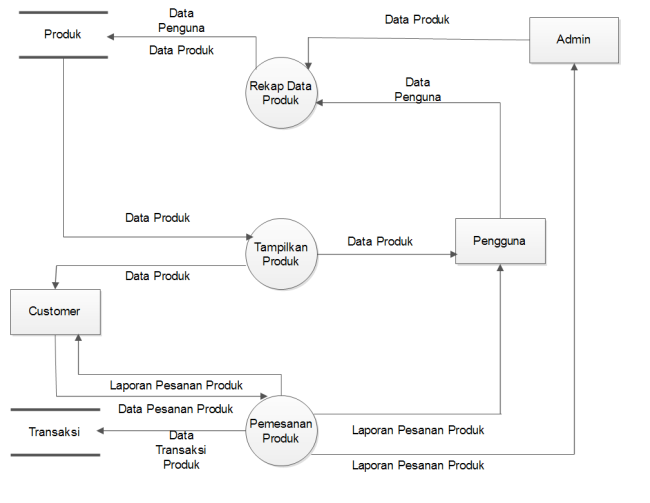 Data
Penguna
Data Produk
Produk
Data Produk
Admin
Rekap Data
Produk
Data
Penguna
Data Produk
Tampilkan
Produk
Data Produk
Pengguna
Data Produk
Customer
Laporan Pesanan Produk
Data Pesanan Produk
Transaksi
Data
Transaksi
Produk
Pemesanan
Produk
Laporan Pesanan Produk
Laporan Pesanan Produk